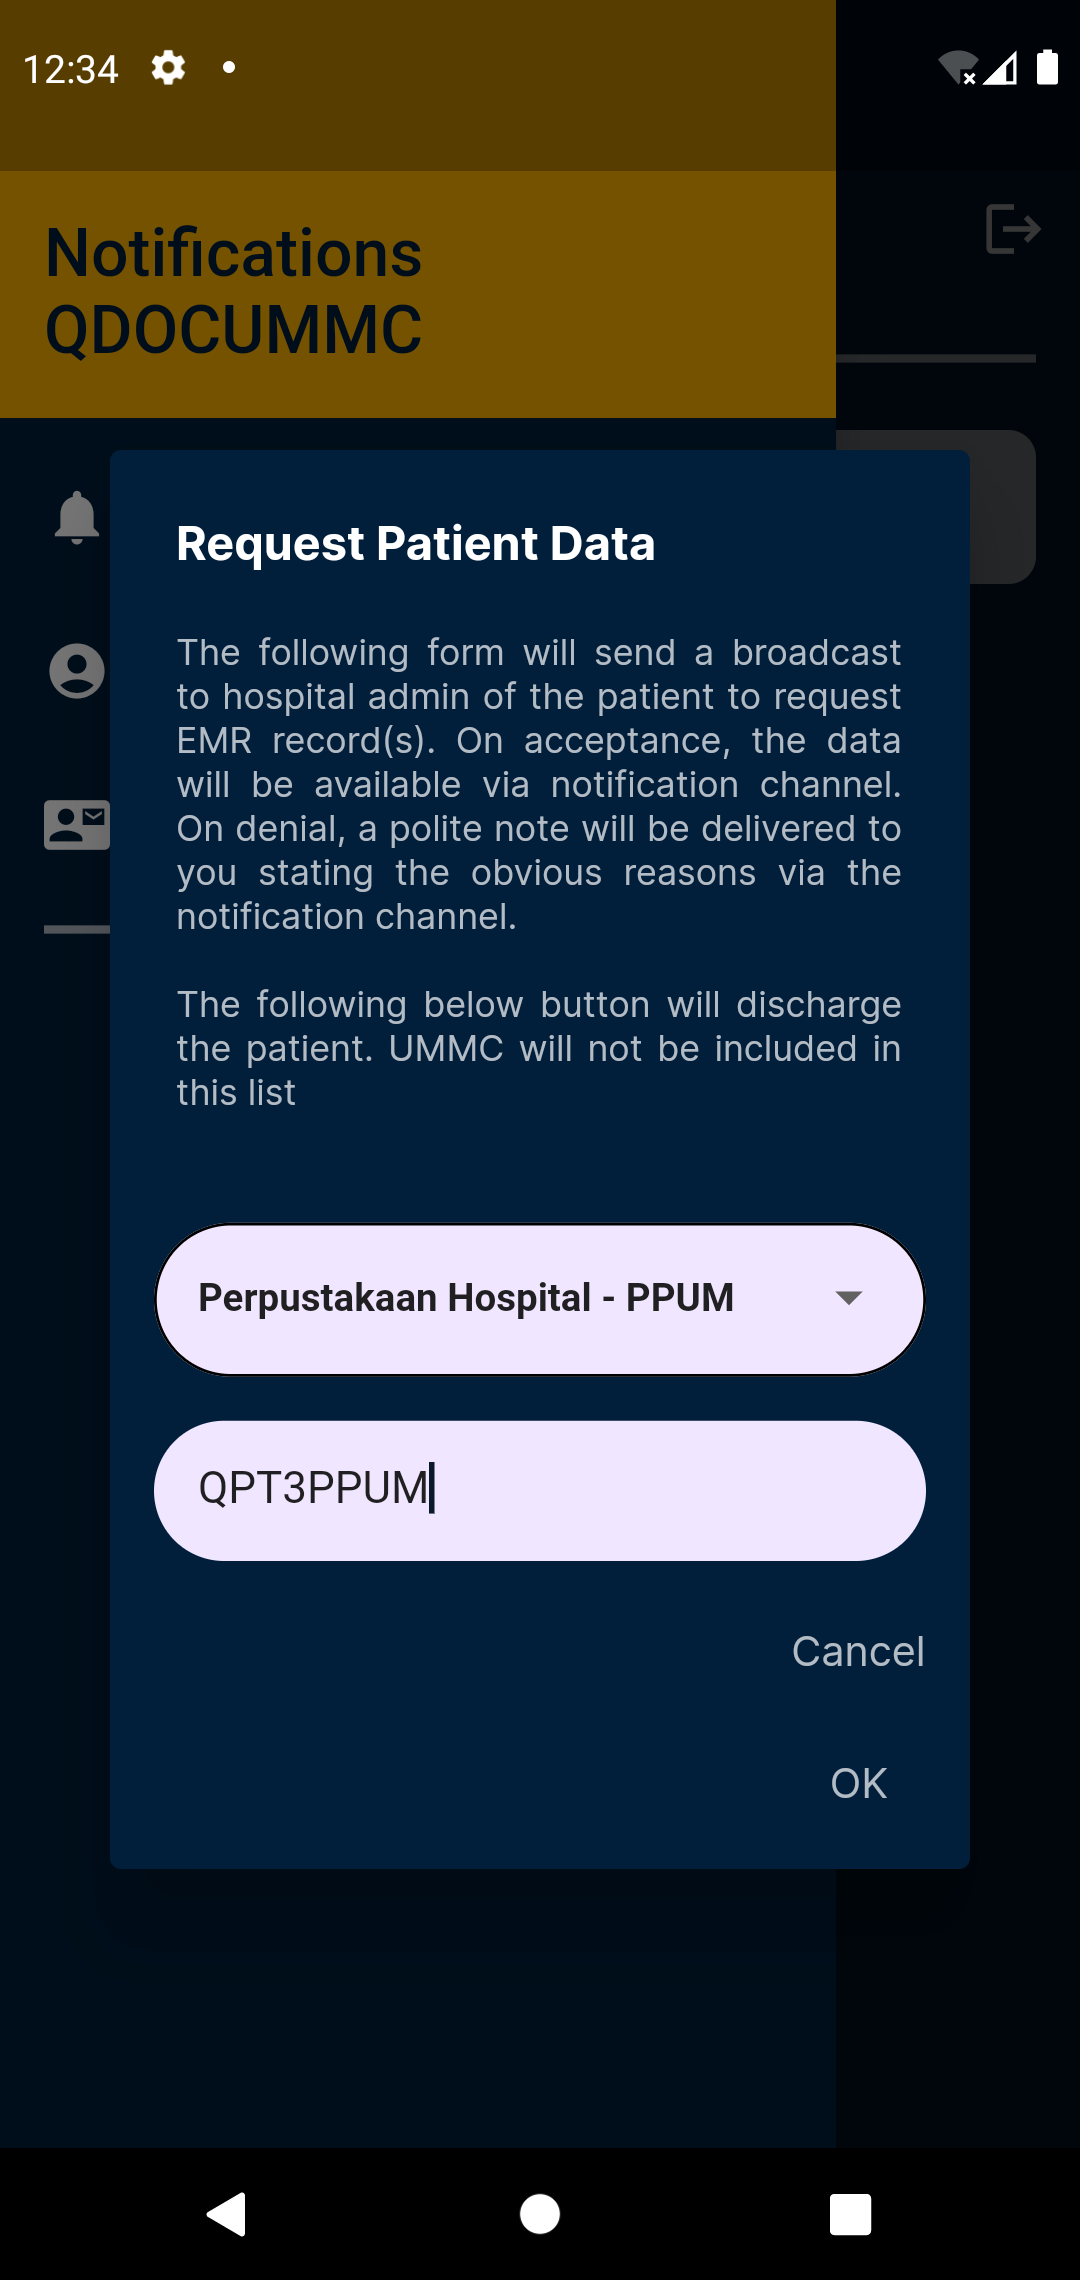 12:34
Notifications
QDOCUMMC
Request Patient Data
The following form will send a broadcast
to hospital admin of the patient to request
EMR record(s). On acceptance, the data
will be available via notification channel.
On denial, a polite note will be delivered to
you stating the obvious reasons via the
notification channel.
The following below button will discharge
the patient. UMMC will not be included in
this list
Perpustakaan Hospital - PPUM
QPT3PPUM
Cancel
OK